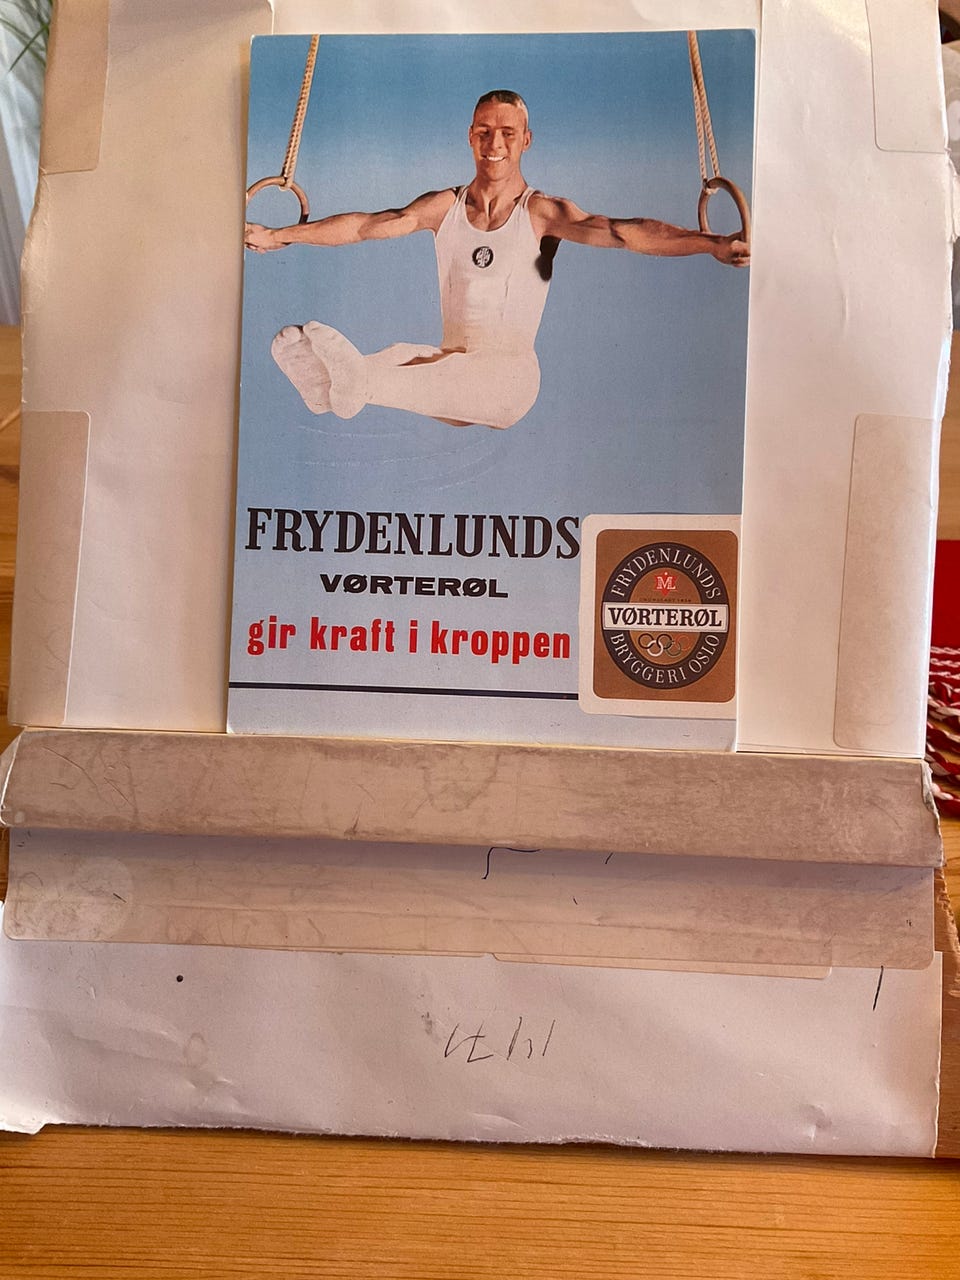 FRYDENLUNDS
VØRTERØL
gir kraft i kroppen
FRYDENLUNDS
VØRTERØL
BRYGGERI OSLO